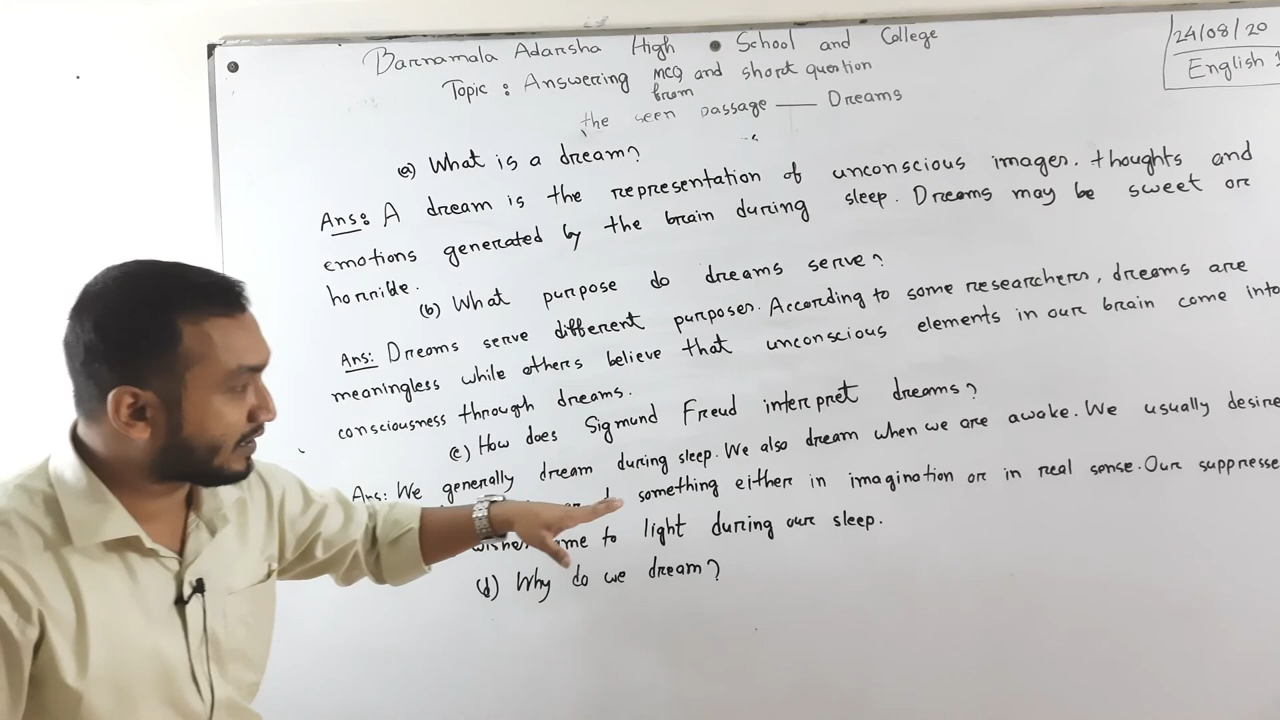 Barnamala Adarsha High School and College
24/08/20
English 1
Topic : Answering MCQ and short question
from
the seen passage — Dreams
(a) What is a dream?
Ans: A dream is the representation of unconscious images. thoughts and
emotions generated by the brain during sleep. Dreams may be sweet or
horrible.
(b) What purpose do dreams serve?
Ans: Dreams serve different purposes. According to some researchers, dreams are
meaningless while others believe that unconscious elements in our brain come into
consciousness through dreams.
(c) How does Sigmund Freud interpret dreams?
Ans: We generally dream during sleep. We also dream when we are awake. We usually desire
something either in imagination or in real sense. Our suppresse
wishes to light during our sleep.
(d) Why do we dream?